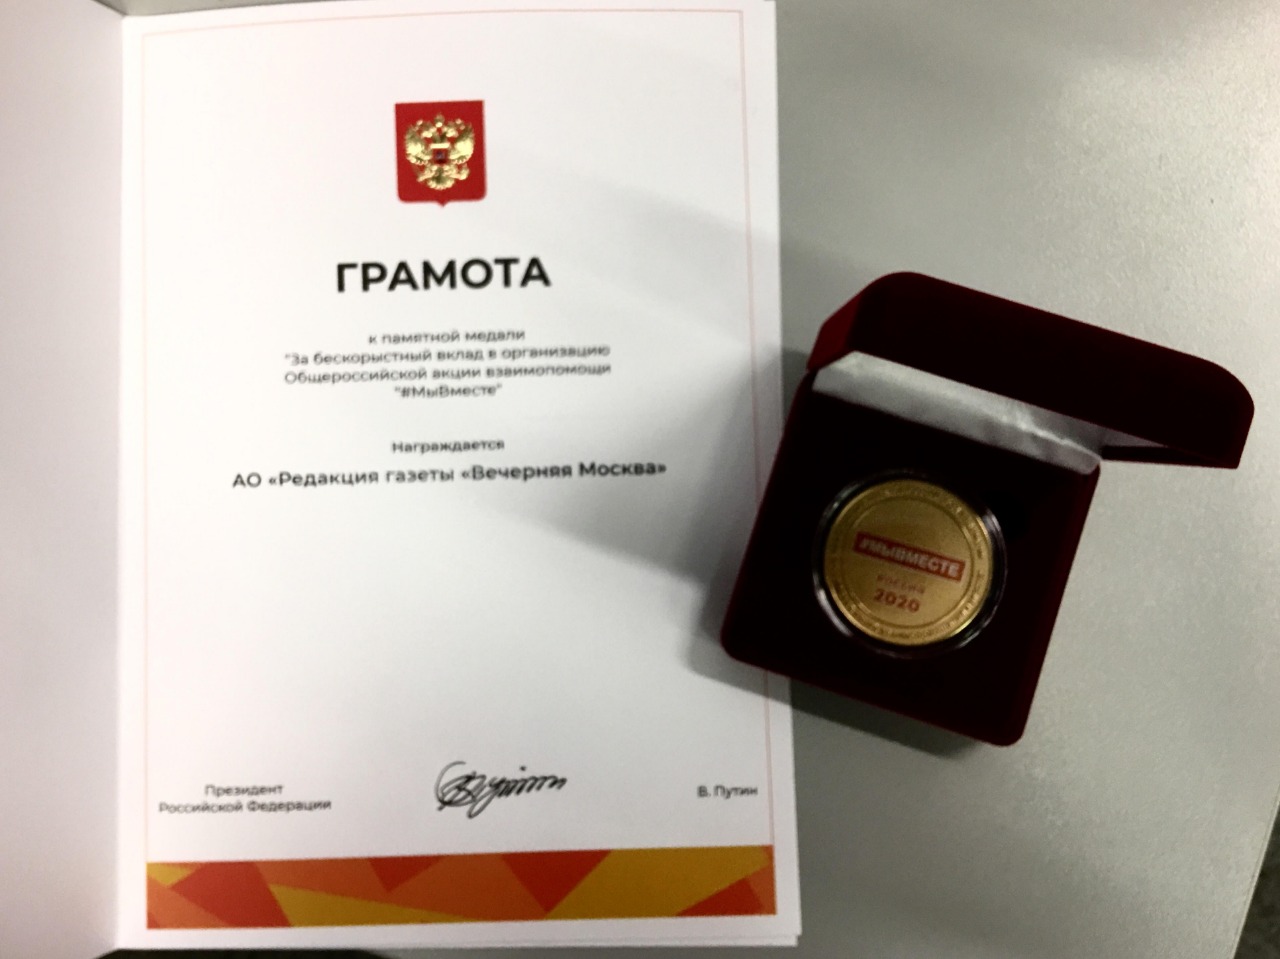 ГРАМОТА
к памятной медали
"За бескорыстный вклад в организацию
Общероссийской акции взаимопомощи
"#МыВместе"
Награждается
АО «Редакция газеты «Вечерняя Москва»
Президент
Российской Федерации
В. Путин
#МЫВМЕСТЕ
РОССИЯ
2020